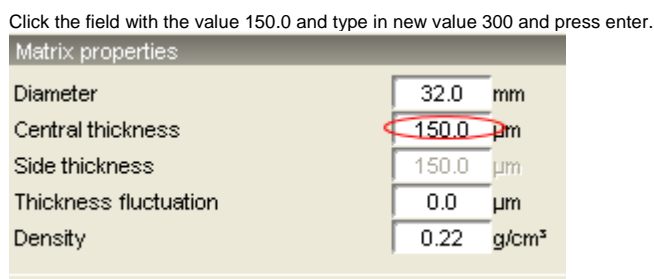 Click the field with the value 150.0 and type in new value 300 and press enter.
Matrix properties
Diameter 32.0 mm
Central thickness 150.0 µm
Side thickness 150.0 µm
Thickness fluctuation 0.0 µm
Density 0.22 g/cm³